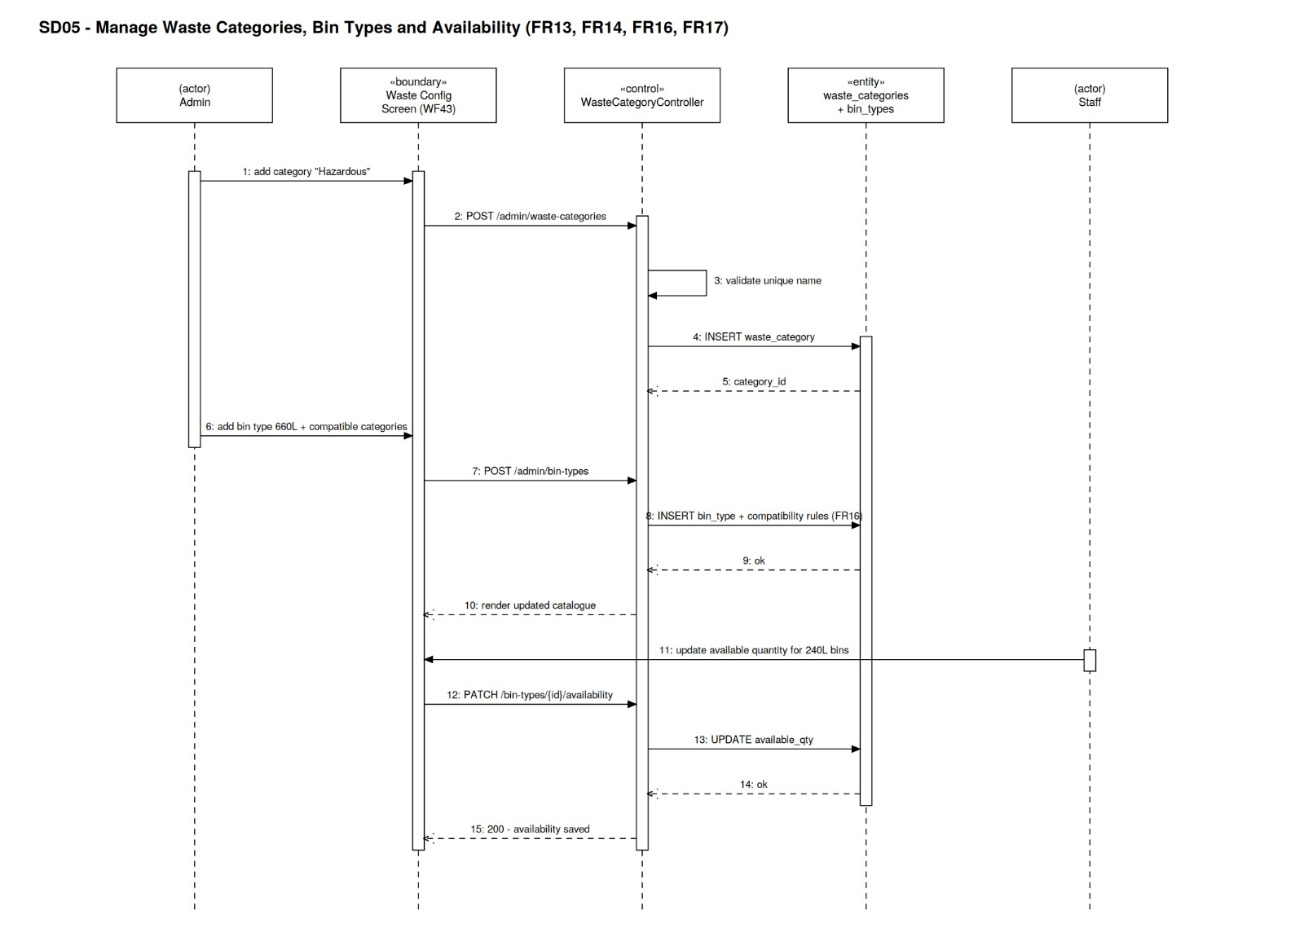 SD05 - Manage Waste Categories, Bin Types and Availability (FR13, FR14, FR16, FR17)
(actor)
Admin
«boundary»
Waste Config
Screen (WF43)
«control»
WasteCategoryController
«entity»
waste_categories
+ bin_types
(actor)
Staff
1: add category "Hazardous"
2: POST /admin/waste-categories
3: validate unique name
4: INSERT waste_category
5: category_id
6: add bin type 660L + compatible categories
7: POST /admin/bin-types
8: INSERT bin_type + compatibility rules (FR16)
9: ok
10: render updated catalogue
11: update available quantity for 240L bins
12: PATCH /bin-types/{id}/availability
13: UPDATE available_qty
14: ok
15: 200 - availability saved